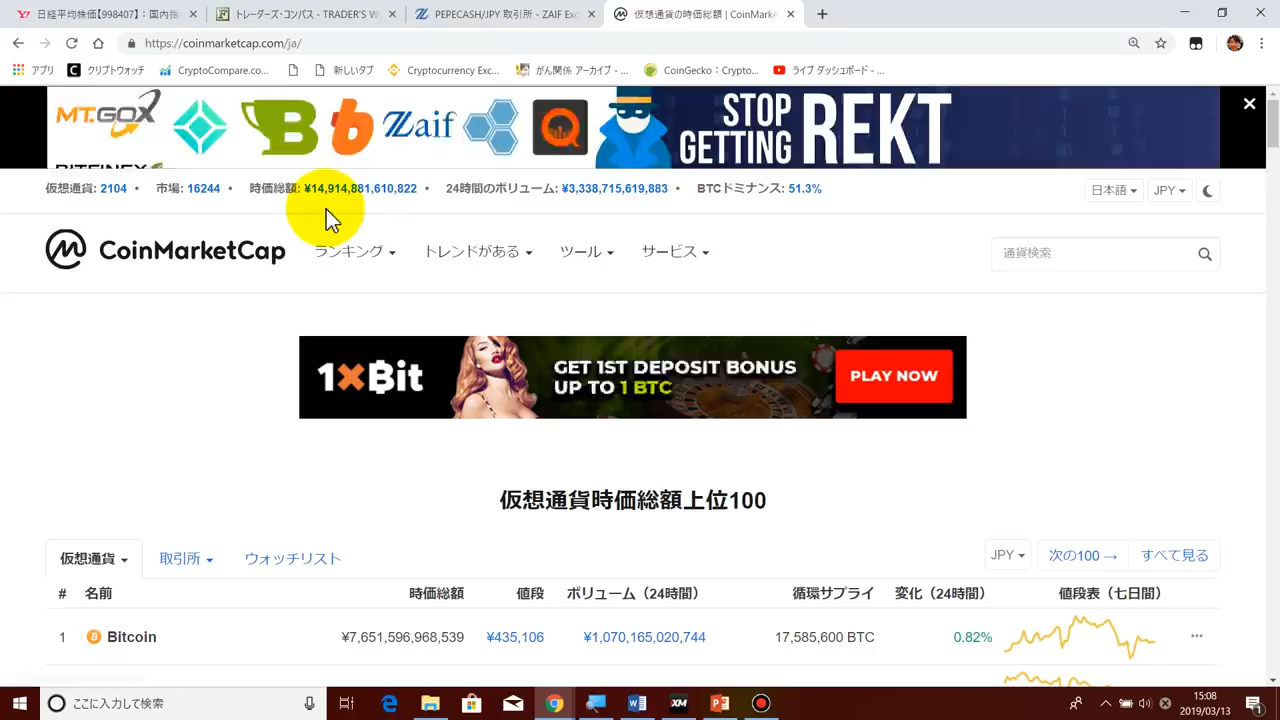 日経平均株価【998407】：国内指
トレーダーズ・コンパス - TRADER'S W
PEPECASH/JPY 取引所 - ZAIF Exc
仮想通貨の時価総額 | CoinMarke
https://coinmarketcap.com/ja/
アプリ
クリプトウォッチ
CryptoCompare.co...
新しいタブ
Cryptocurrency Exc...
がん関係 アーカイブ - ...
CoinGecko：Crypto...
ライブ ダッシュボード - ...
MT.GOX
BITFINEX
Zaif
STOP
GETTING REKT
仮想通貨: 2104 • 市場: 16244 • 時価総額: ¥14,914,881,610,822 • 24時間のボリューム: ¥3,338,715,619,883 • BTCドミナンス: 51.3%
日本語
JPY
CoinMarketCap
ランキング
トレンドがある
ツール
サービス
通貨検索
1XBit
GET 1ST DEPOSIT BONUS
UP TO 1 BTC
PLAY NOW
仮想通貨時価総額上位100
仮想通貨
取引所
ウォッチリスト
JPY
次の100 →
すべて見る
# 名前 時価総額 値段 ボリューム（24時間） 循環サプライ 変化（24時間） 値段表（七日間）
1 Bitcoin ¥7,651,596,968,539 ¥435,106 ¥1,070,165,020,744 17,585,600 BTC 0.82%
ここに入力して検索
XM
15:08
2019/03/13